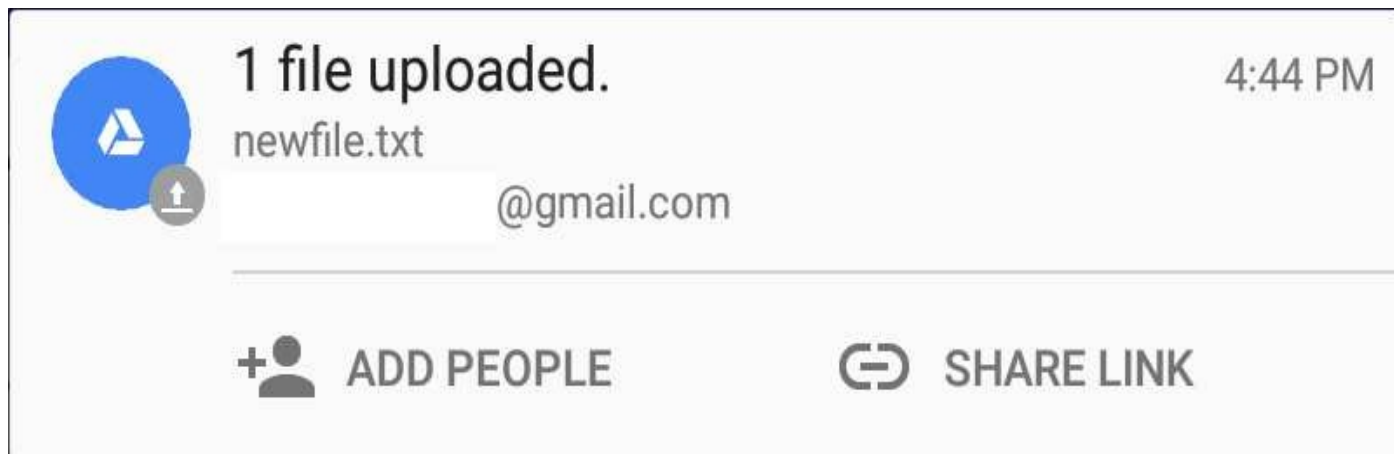 1 file uploaded.
4:44 PM
newfile.txt
@gmail.com
ADD PEOPLE
SHARE LINK